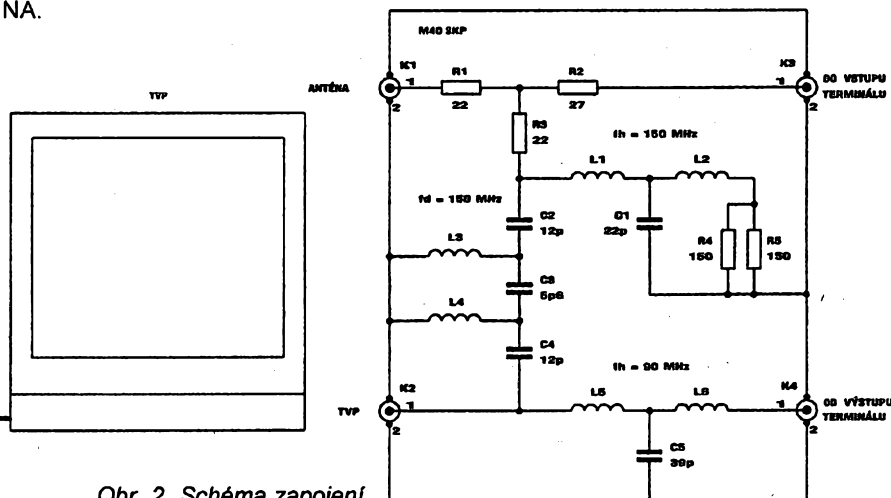 NA.
M40 SKP
TVP
ANTÉNA
K1
1
2
R1
22
R2
27
K3
1
2
DO VSTUPU
TERMINÁLU
R3
22
fh = 150 MHz
L1
L2
fd = 150 MHz
C2
12p
C1
22p
R4
150
R5
150
L3
C3
5p6
L4
C4
12p
fh = 90 MHz
TVP
K2
1
2
L5
L6
K4
1
2
OD VÝSTUPU
TERMINÁLU
C5
39p
Obr. 2. Schéma zapojení